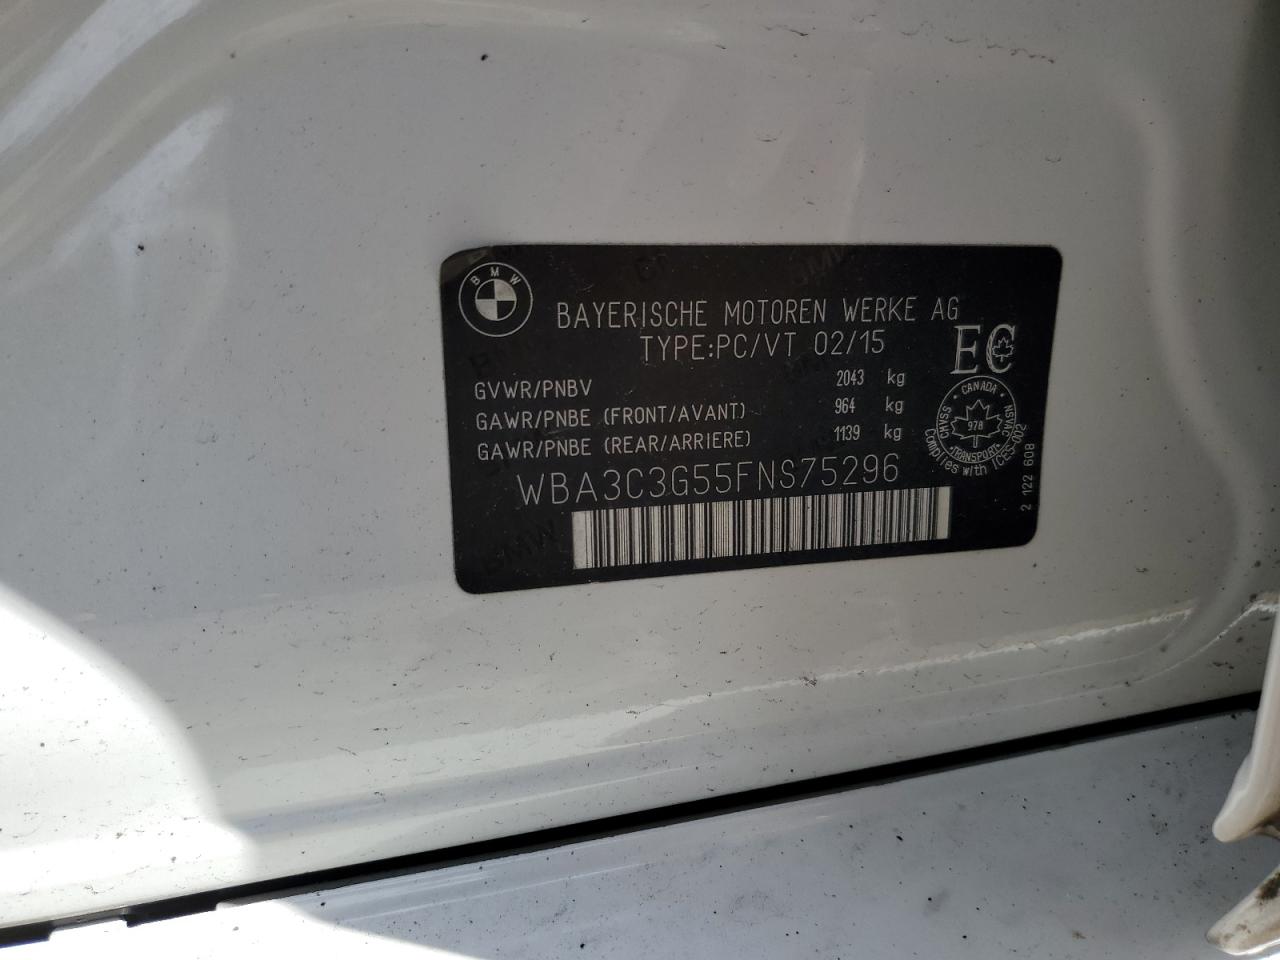 BMW
BAYERISCHE MOTOREN WERKE AG
TYPE:PC/VT 02/15
EC
GVWR/PNBV 2043 kg
GAWR/PNBE (FRONT/AVANT) 964 kg
GAWR/PNBE (REAR/ARRIERE) 1139 kg
CANADA
CMVSS
978
NSVAC
TRANSPORT
Complies with ICES-002
WBA3C3G55FNS75296
2 122 608